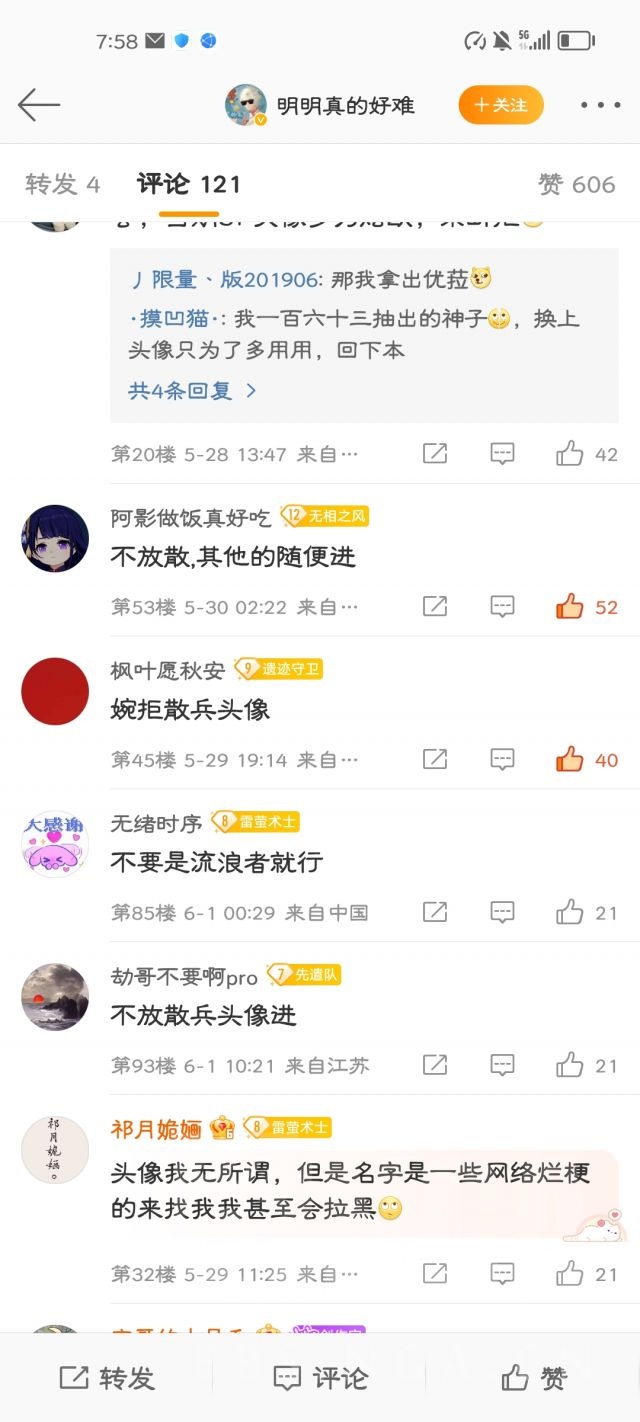 7:58
5G
明明真的好难
+关注
转发 4 评论 121 赞 606
丿限量丶版201906: 那我拿出优菈
·摸凹猫·: 我一百六十三抽出的神子，换上
头像只为了多用用，回下本
共4条回复 >
第20楼 5-28 13:47 来自… 42
阿影做饭真好吃 12 无相之风
不放散,其他的随便进
第53楼 5-30 02:22 来自… 52
枫叶愿秋安 9 遗迹守卫
婉拒散兵头像
第45楼 5-29 19:14 来自… 40
大感谢
无绪时序 8 雷萤术士
不要是流浪者就行
第85楼 6-1 00:29 来自中国 21
劫哥不要啊pro 7 先遣队
不放散兵头像进
第93楼 6-1 10:21 来自江苏 21
祁月婍婳
祁月婍婳 6 8 雷萤术士
头像我无所谓，但是名字是一些网络烂梗
的来找我我甚至会拉黑
第32楼 5-29 11:25 来自… 21
转发 评论 赞